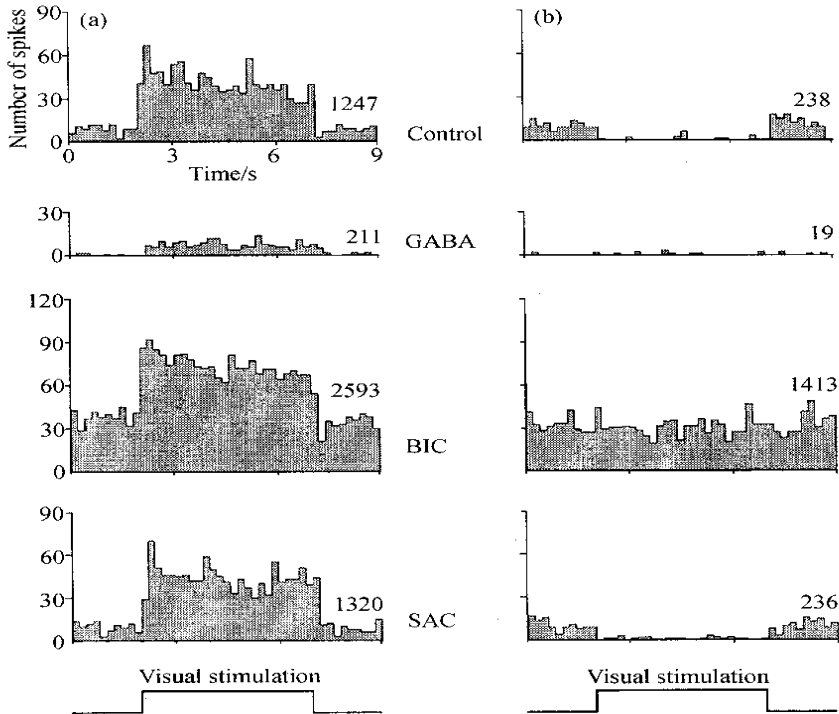 (a)
(b)
Number of spikes
90
60
30
0
1247
238
Control
0 3 6 9
Time/s
30
0
211
19
GABA
120
90
60
30
0
2593
1413
BIC
90
60
30
0
1320
236
SAC
Visual stimulation
Visual stimulation